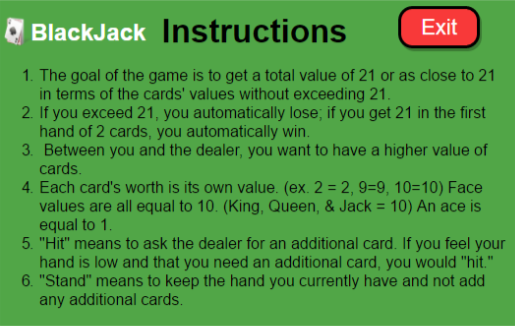 BlackJack Instructions Exit
1. The goal of the game is to get a total value of 21 or as close to 21
in terms of the cards' values without exceeding 21.
2. If you exceed 21, you automatically lose; if you get 21 in the first
hand of 2 cards, you automatically win.
3. Between you and the dealer, you want to have a higher value of
cards.
4. Each card's worth is its own value. (ex. 2 = 2, 9=9, 10=10) Face
values are all equal to 10. (King, Queen, & Jack = 10) An ace is
equal to 1.
5. "Hit" means to ask the dealer for an additional card. If you feel your
hand is low and that you need an additional card, you would "hit."
6. "Stand" means to keep the hand you currently have and not add
any additional cards.